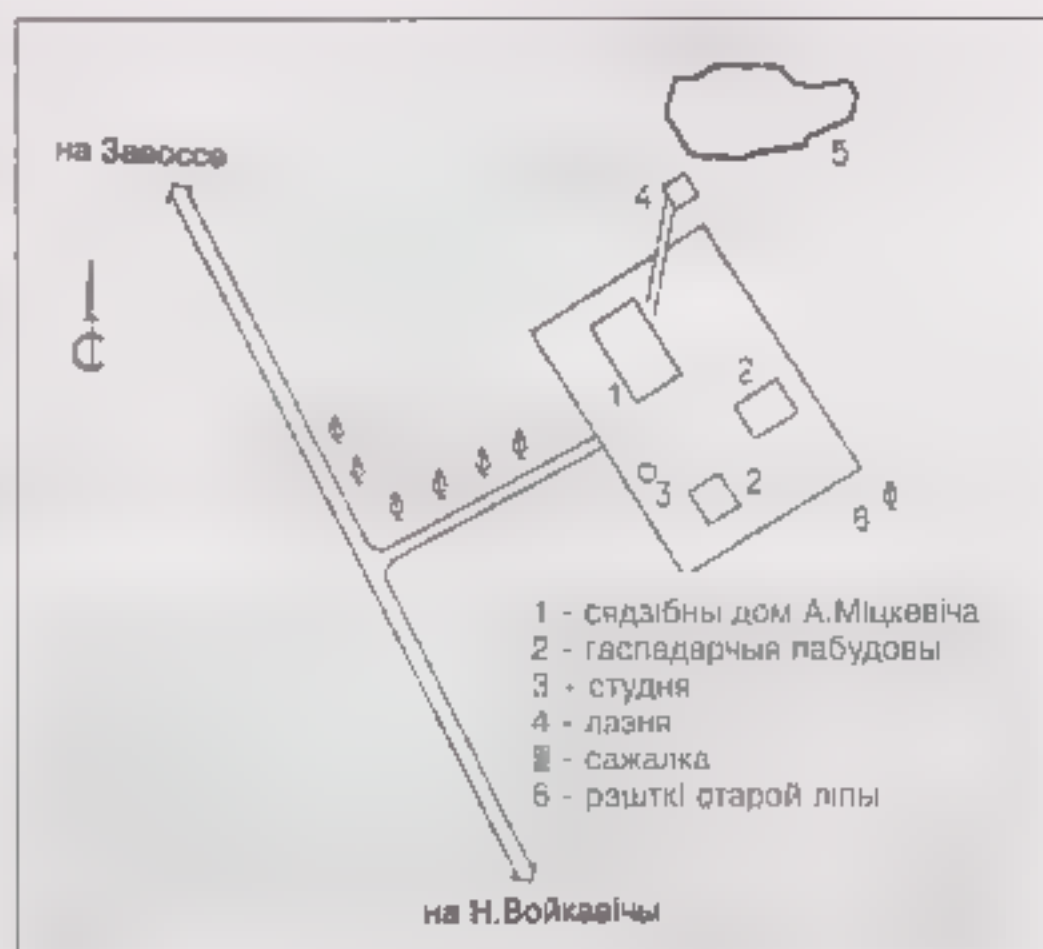 на Завоссе
5
4
2
1
2
3
6
1 - сядзібны дом А.Міцкевіча
2 - гаспадарчыя пабудовы
3 - студня
4 - лазня
5 - сажалка
6 - рэшткі старой ліпы
на Н.Войкавічы